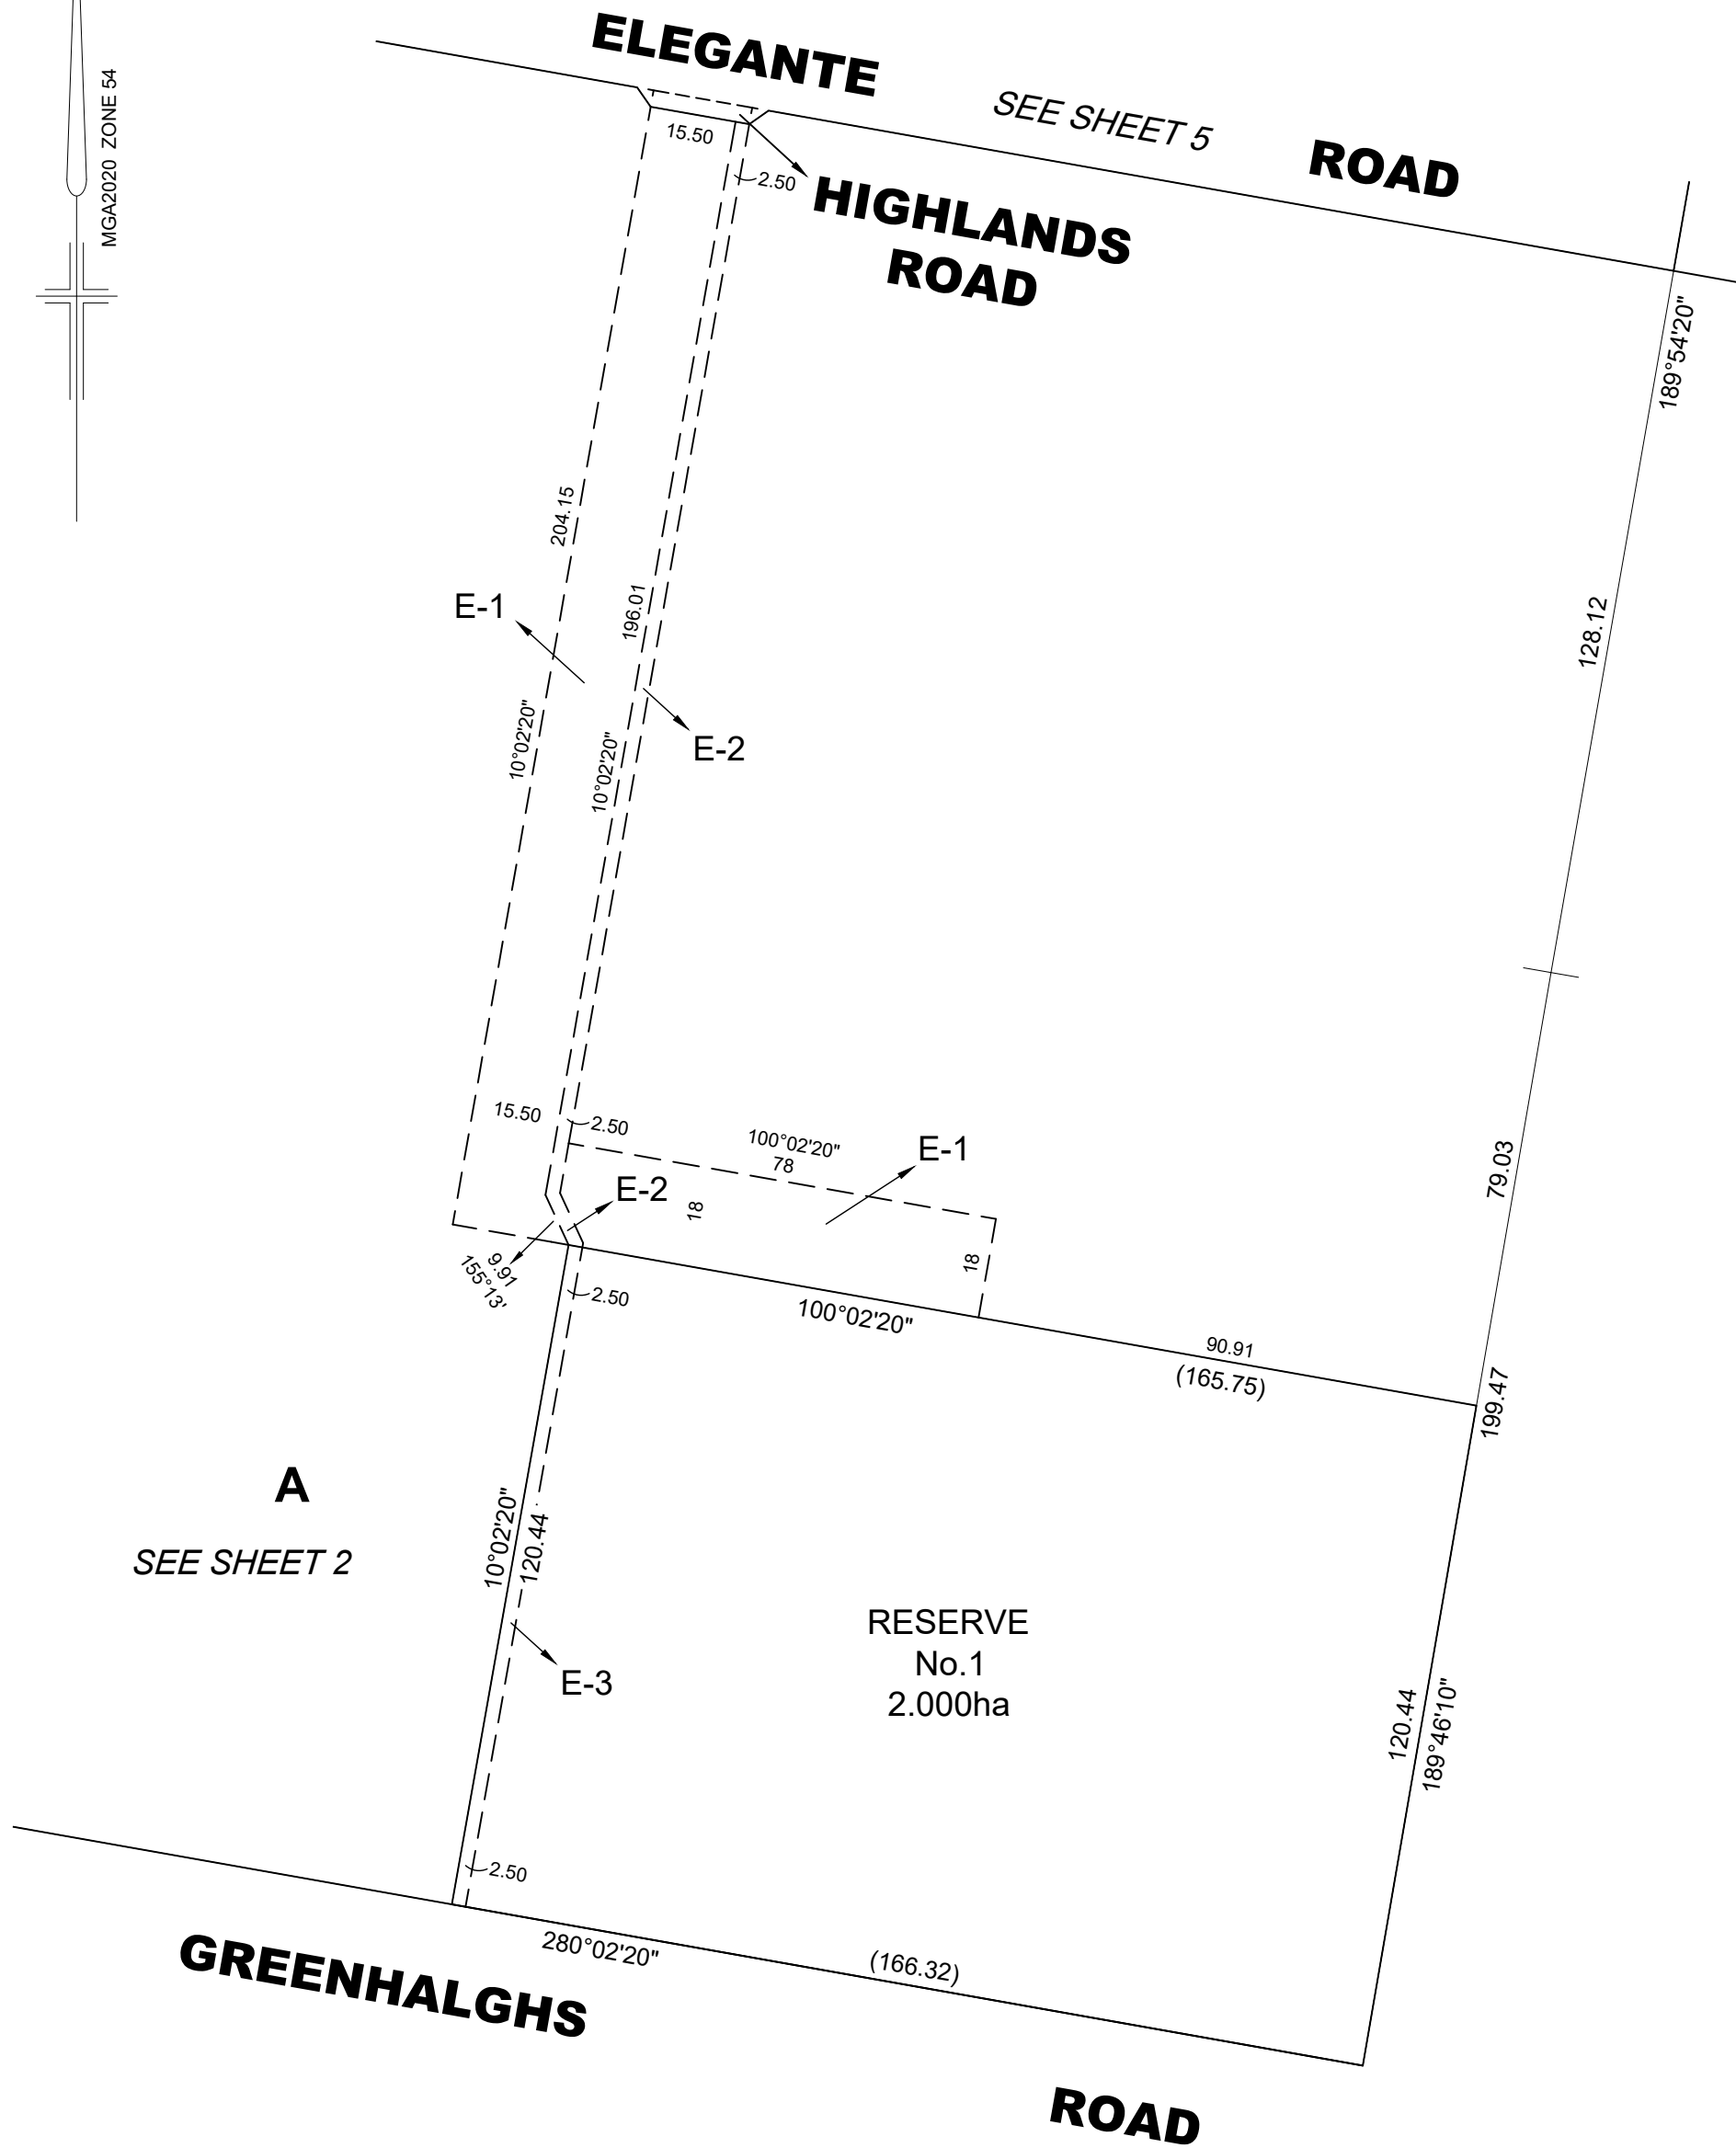 MGA2020 ZONE 54
ELEGANTE
SEE SHEET 5
ROAD
15.50
2.50
HIGHLANDS
ROAD
189°54'20"
204.15
E-1
196.01
128.12
10°02'20"
E-2
10°02'20"
15.50
2.50
100°02'20"
78
E-1
79.03
E-2
18
18
9.91
155°13'
2.50
100°02'20"
90.91
(165.75)
199.47
A
SEE SHEET 2
10°02'20"
120.44
RESERVE
No.1
2.000ha
E-3
120.44
189°46'10"
2.50
280°02'20"
(166.32)
GREENHALGHS
ROAD